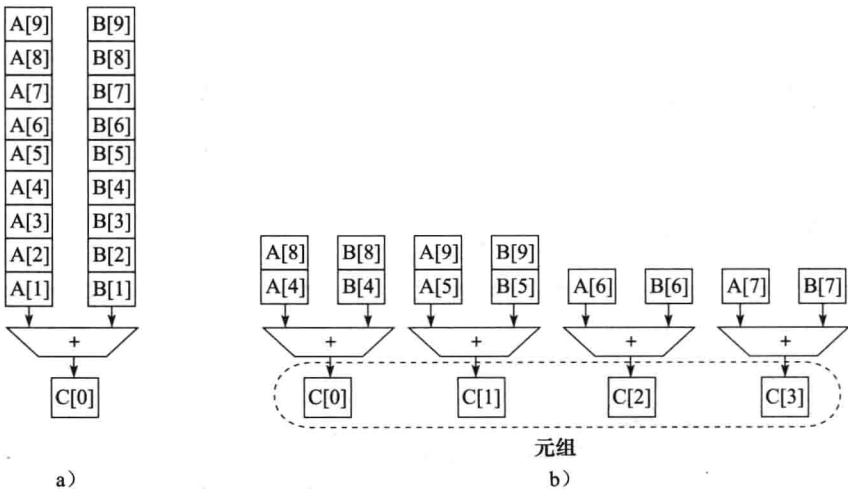 A[9] B[9]
A[8] B[8]
A[7] B[7]
A[6] B[6]
A[5] B[5]
A[4] B[4]
A[3] B[3]
A[2] B[2]
A[1] B[1]
+
C[0]
a）
A[8] B[8] A[9] B[9]
A[4] B[4] A[5] B[5] A[6] B[6] A[7] B[7]
+ + + +
C[0] C[1] C[2] C[3]
元组
b）